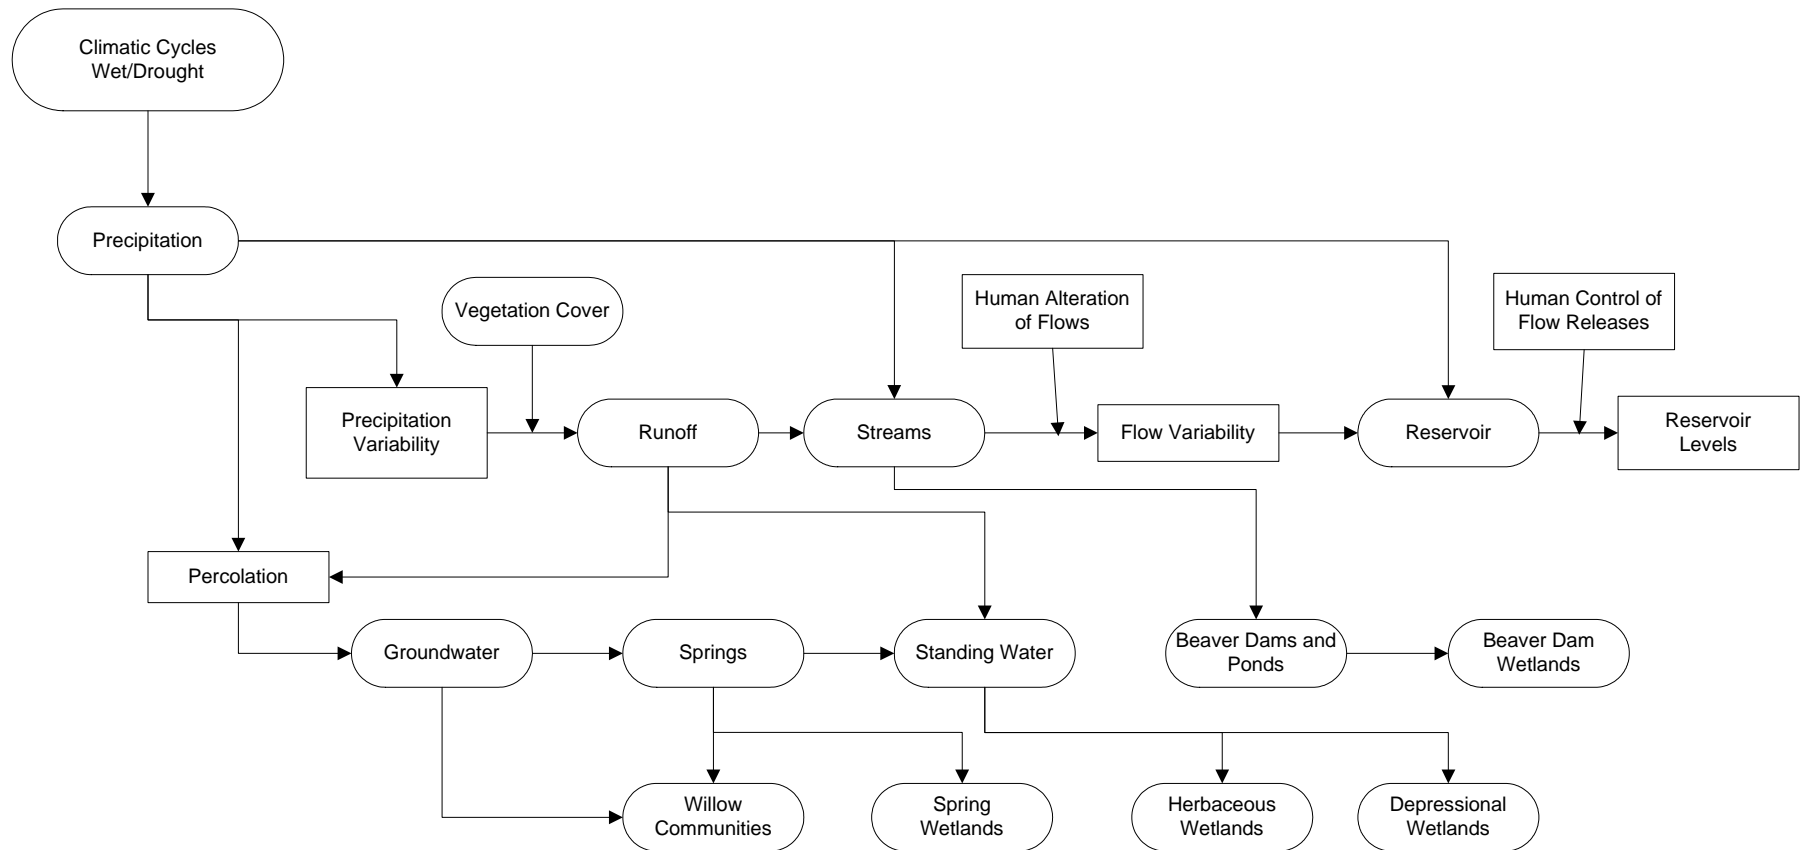 Climatic Cycles
Wet/Drought
Precipitation
Vegetation Cover
Human Alteration
of Flows
Human Control of
Flow Releases
Precipitation
Variability
Runoff
Streams
Flow Variability
Reservoir
Reservoir
Levels
Percolation
Groundwater
Springs
Standing Water
Beaver Dams and
Ponds
Beaver Dam
Wetlands
Willow
Communities
Spring
Wetlands
Herbaceous
Wetlands
Depressional
Wetlands